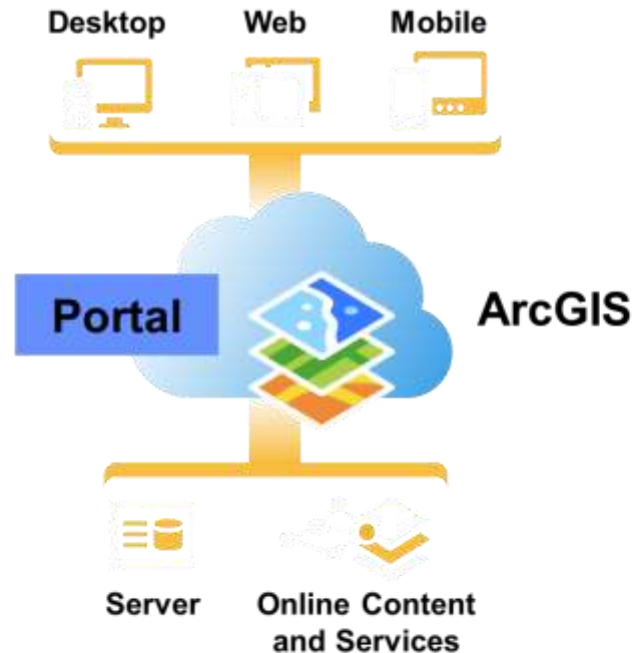 Desktop Web Mobile
Portal ArcGIS
Server Online Content
and Services